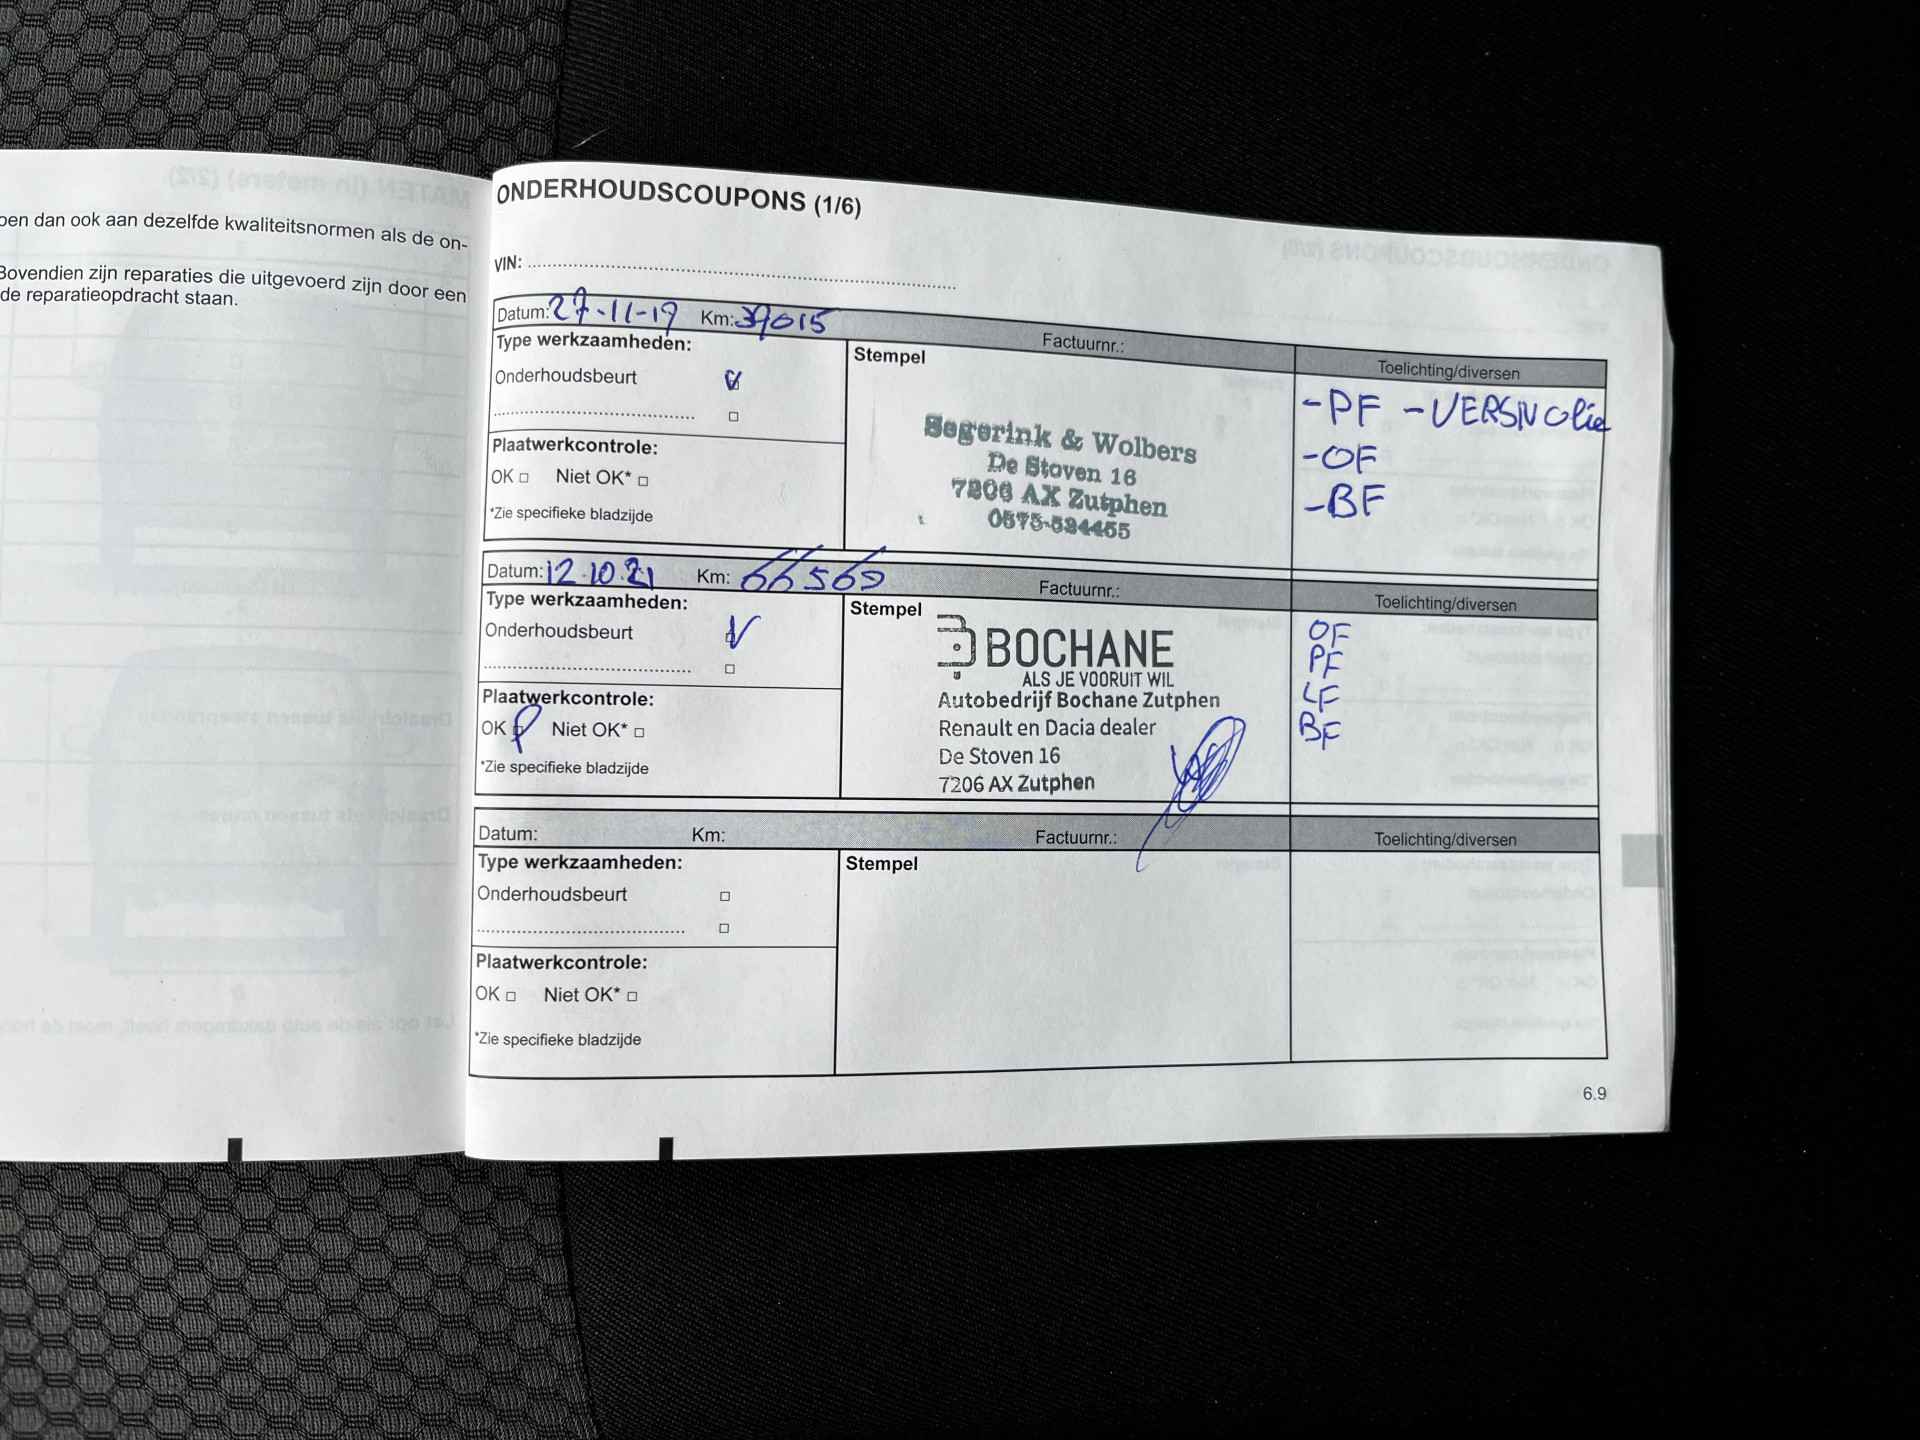 oen dan ook aan dezelfde kwaliteitsnormen als de on-
Bovendien zijn reparaties die uitgevoerd zijn door een
de reparatieopdracht staan.
ONDERHOUDSCOUPONS (1/6)
VIN:
Datum: 27-11-19 Km: 37015 Factuurnr.: Toelichting/diversen
Type werkzaamheden:
Onderhoudsbeurt
Plaatwerkcontrole:
OK Niet OK*
*Zie specifieke bladzijde
Stempel
Segerink & Wolbers
De Stoven 16
7206 AX Zutphen
0575-524455
-PF -VERSN olie
-OF
-BF
Datum: 12.10.21 Km: 66560 Factuurnr.: Toelichting/diversen
Type werkzaamheden:
Onderhoudsbeurt
Plaatwerkcontrole:
OK Niet OK*
*Zie specifieke bladzijde
Stempel
BOCHANE
ALS JE VOORUIT WIL
Autobedrijf Bochane Zutphen
Renault en Dacia dealer
De Stoven 16
7206 AX Zutphen
OF
PF
LF
BF
Datum: Km: Factuurnr.: Toelichting/diversen
Type werkzaamheden:
Onderhoudsbeurt
Plaatwerkcontrole:
OK Niet OK*
*Zie specifieke bladzijde
Stempel
6.9